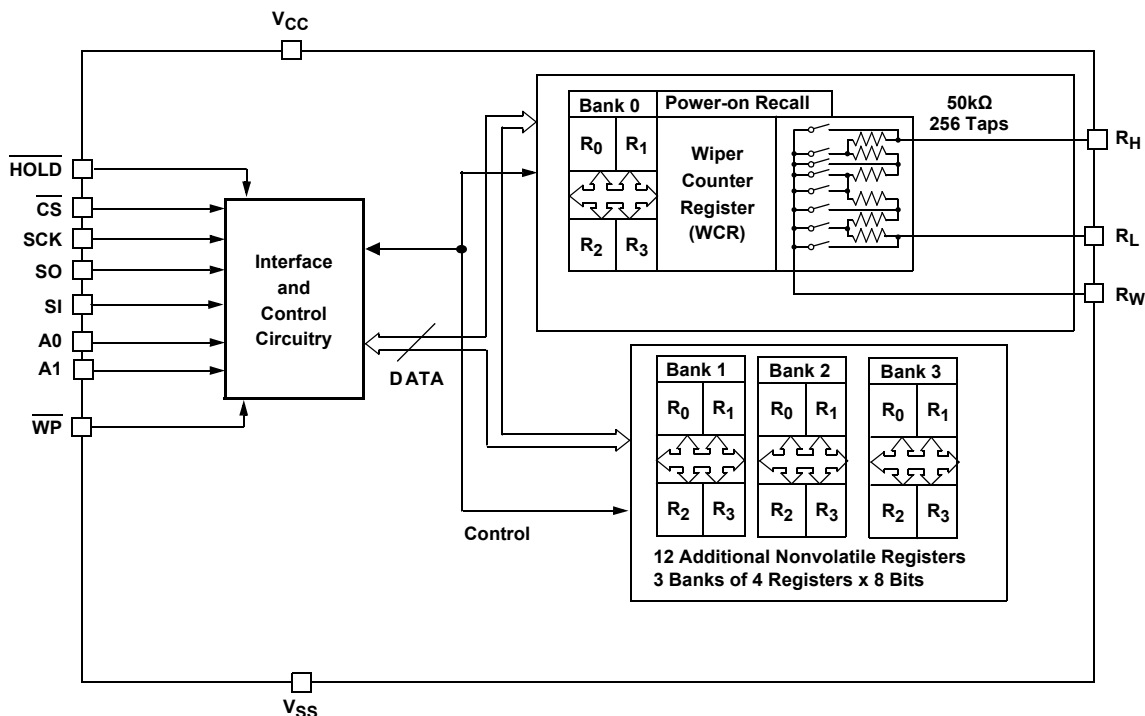 VCC
HOLD
CS
SCK
SO
SI
A0
A1
WP
Interface
and
Control
Circuitry
DATA
Control
Bank 0
Power-on Recall
R0 R1
R2 R3
Wiper
Counter
Register
(WCR)
50kΩ
256 Taps
RH
RL
RW
Bank 1
R0 R1
R2 R3
Bank 2
R0 R1
R2 R3
Bank 3
R0 R1
R2 R3
12 Additional Nonvolatile Registers
3 Banks of 4 Registers x 8 Bits
VSS